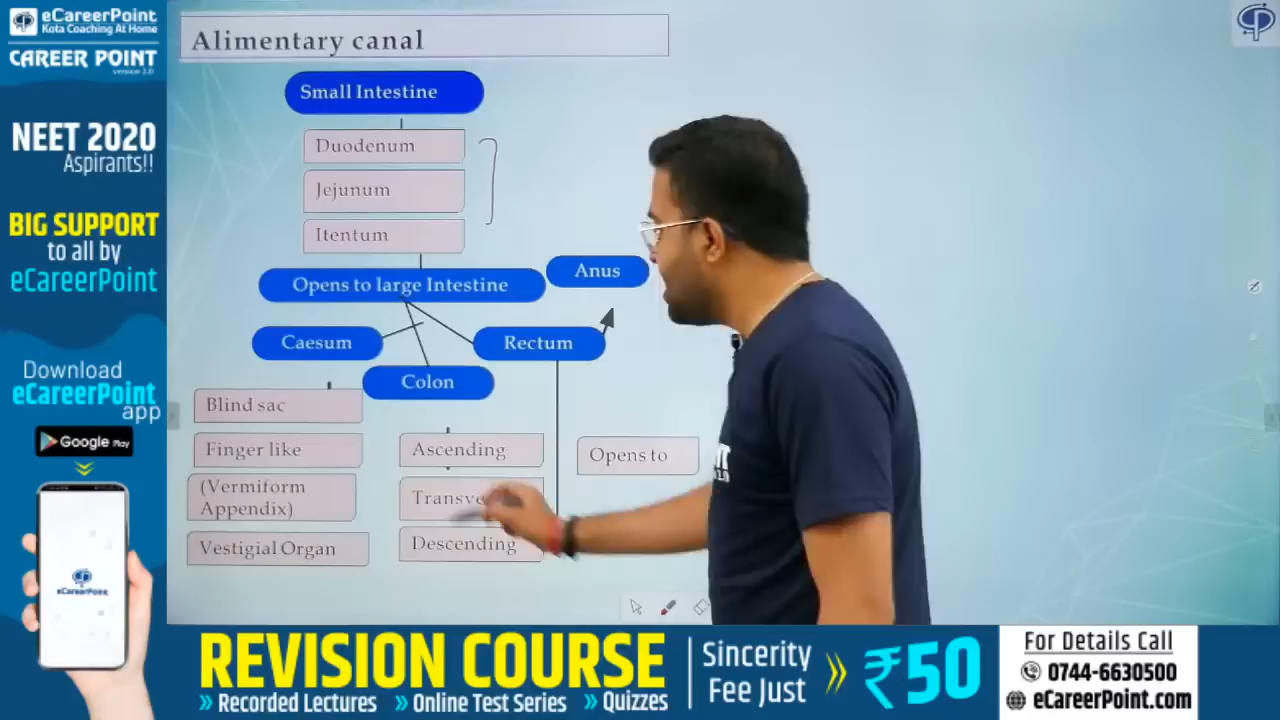 eCareerPoint
Kota Coaching At Home
CAREER POINT
version 2.0
NEET 2020
Aspirants!!
BIG SUPPORT
to all by
eCareerPoint
Download
eCareerPoint
app
Google Play
eCareerPoint
Alimentary canal
Small Intestine
Duodenum
Jejunum
Itentum
Opens to large Intestine
Anus
Caesum
Rectum
Colon
Blind sac
Finger like
(Vermiform
Appendix)
Vestigial Organ
Ascending
Descending
Opens to
REVISION COURSE
Recorded Lectures
Online Test Series
Quizzes
Sincerity
Fee Just
₹50
For Details Call
0744-6630500
eCareerPoint.com